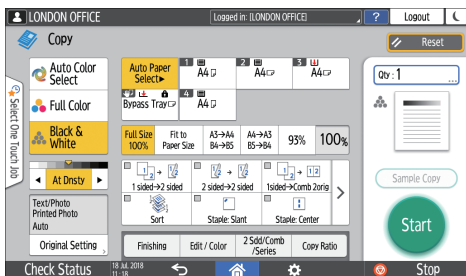 LONDON OFFICE
Logged in: [LONDON OFFICE]
?
Logout
Copy
Reset
Select One Touch Job
Auto Color
Select
Full Color
Black &
White
Auto Paper
Select►
1
A4
2
A4
3
A4
Bypass Tray
4
A4
Qty : 1
...
Full Size
100%
Fit to
Paper Size
A3→A4
B4→B5
A4→A3
B5→B4
93%
100%
At Dnsty
Text/Photo
Printed Photo
Auto
Original Setting
1 sided→2 sided
2 sided→2 sided
1sided→Comb 2orig
Sort
Staple: Slant
Staple: Center
Sample Copy
Start
Finishing
Edit / Color
2 Sdd/Comb
/Series
Copy Ratio
Check Status
18 Jul. 2018
11:18
Stop